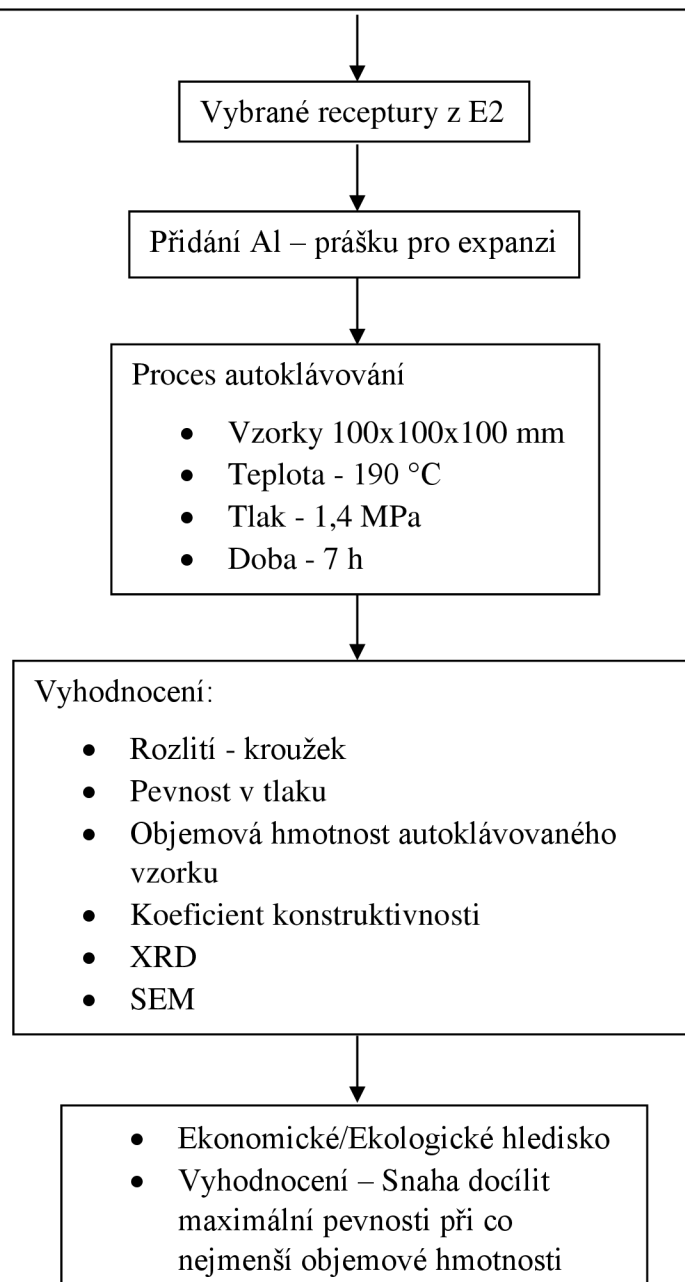 Vybrané receptury z E2
Přidání Al – prášku pro expanzi
Proces autoklávování
• Vzorky 100x100x100 mm
• Teplota - 190 °C
• Tlak - 1,4 MPa
• Doba - 7 h
Vyhodnocení:
• Rozlití - kroužek
• Pevnost v tlaku
• Objemová hmotnost autoklávovaného
vzorku
• Koeficient konstruktivnosti
• XRD
• SEM
• Ekonomické/Ekologické hledisko
• Vyhodnocení – Snaha docílit
maximální pevnosti při co
nejmenší objemové hmotnosti